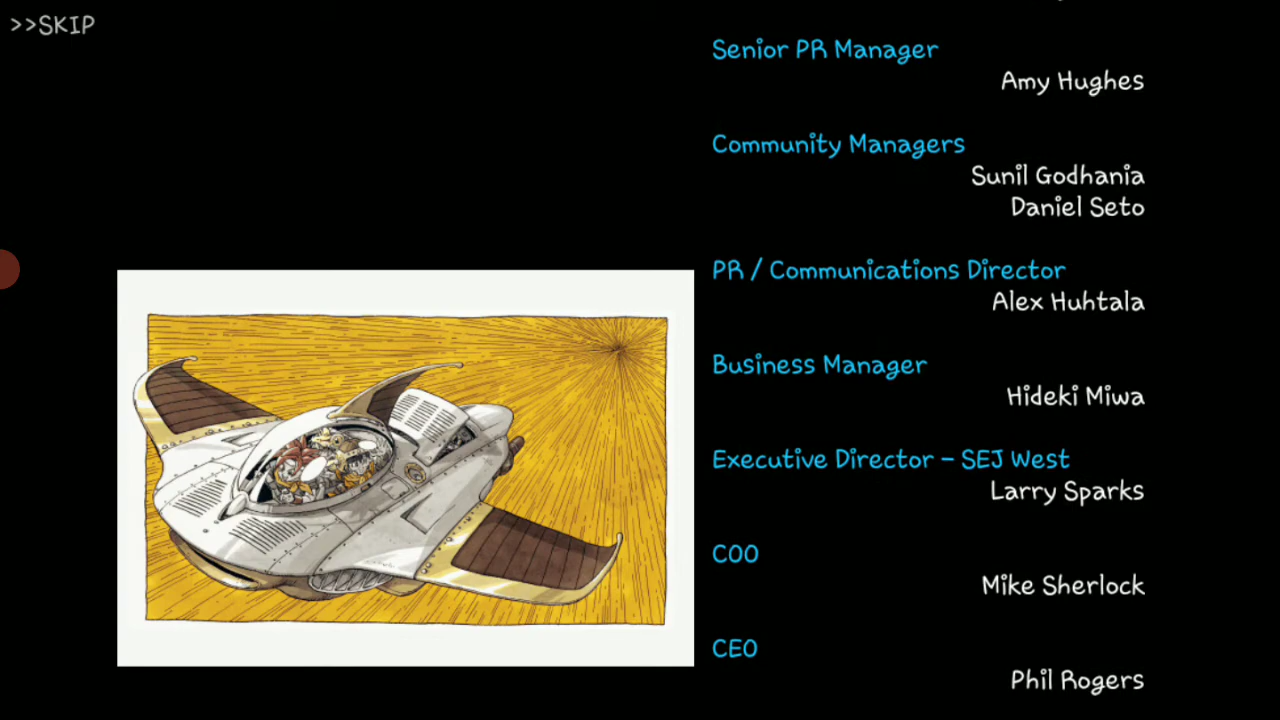 >>SKIP
Senior PR Manager
Amy Hughes
Community Managers
Sunil Godhania
Daniel Seto
PR / Communications Director
Alex Huhtala
Business Manager
Hideki Miwa
Executive Director - SEJ West
Larry Sparks
COO
Mike Sherlock
CEO
Phil Rogers